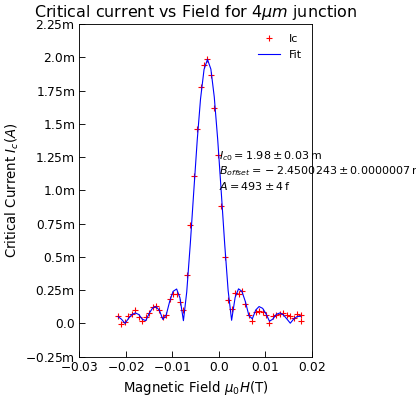 Critical current vs Field for 4μm junction
Critical Current I_c(A)
2.25m
2.0m
1.75m
1.5m
1.25m
1.0m
0.75m
0.5m
0.25m
0.0
−0.25m
Ic
Fit
I_c0 = 1.98 ± 0.03 m
B_offset = −2.4500243 ± 0.0000007 m
A = 493 ± 4 f
−0.03 −0.02 −0.01 0.0 0.01 0.02
Magnetic Field μ₀H(T)